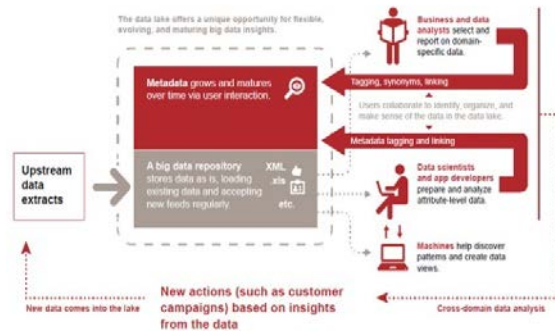 The data lake offers a unique opportunity for flexible,
evolving, and maturing big data insights.
Business and data
analysts select and
report on domain-
specific data.
Metadata grows and matures
over time via user interaction.
Tagging, synonyms, linking
Users collaborate to identify, organize, and
make sense of the data in the data lake.
Metadata tagging and linking
Upstream
data
extracts
A big data repository
stores data as is, loading
existing data and accepting
new feeds regularly.
XML
.xls
etc.
Data scientists
and app developers
prepare and analyze
attribute-level data.
Machines help discover
patterns and create data
views.
New data comes into the lake
New actions (such as customer
campaigns) based on insights
from the data
Cross-domain data analysis